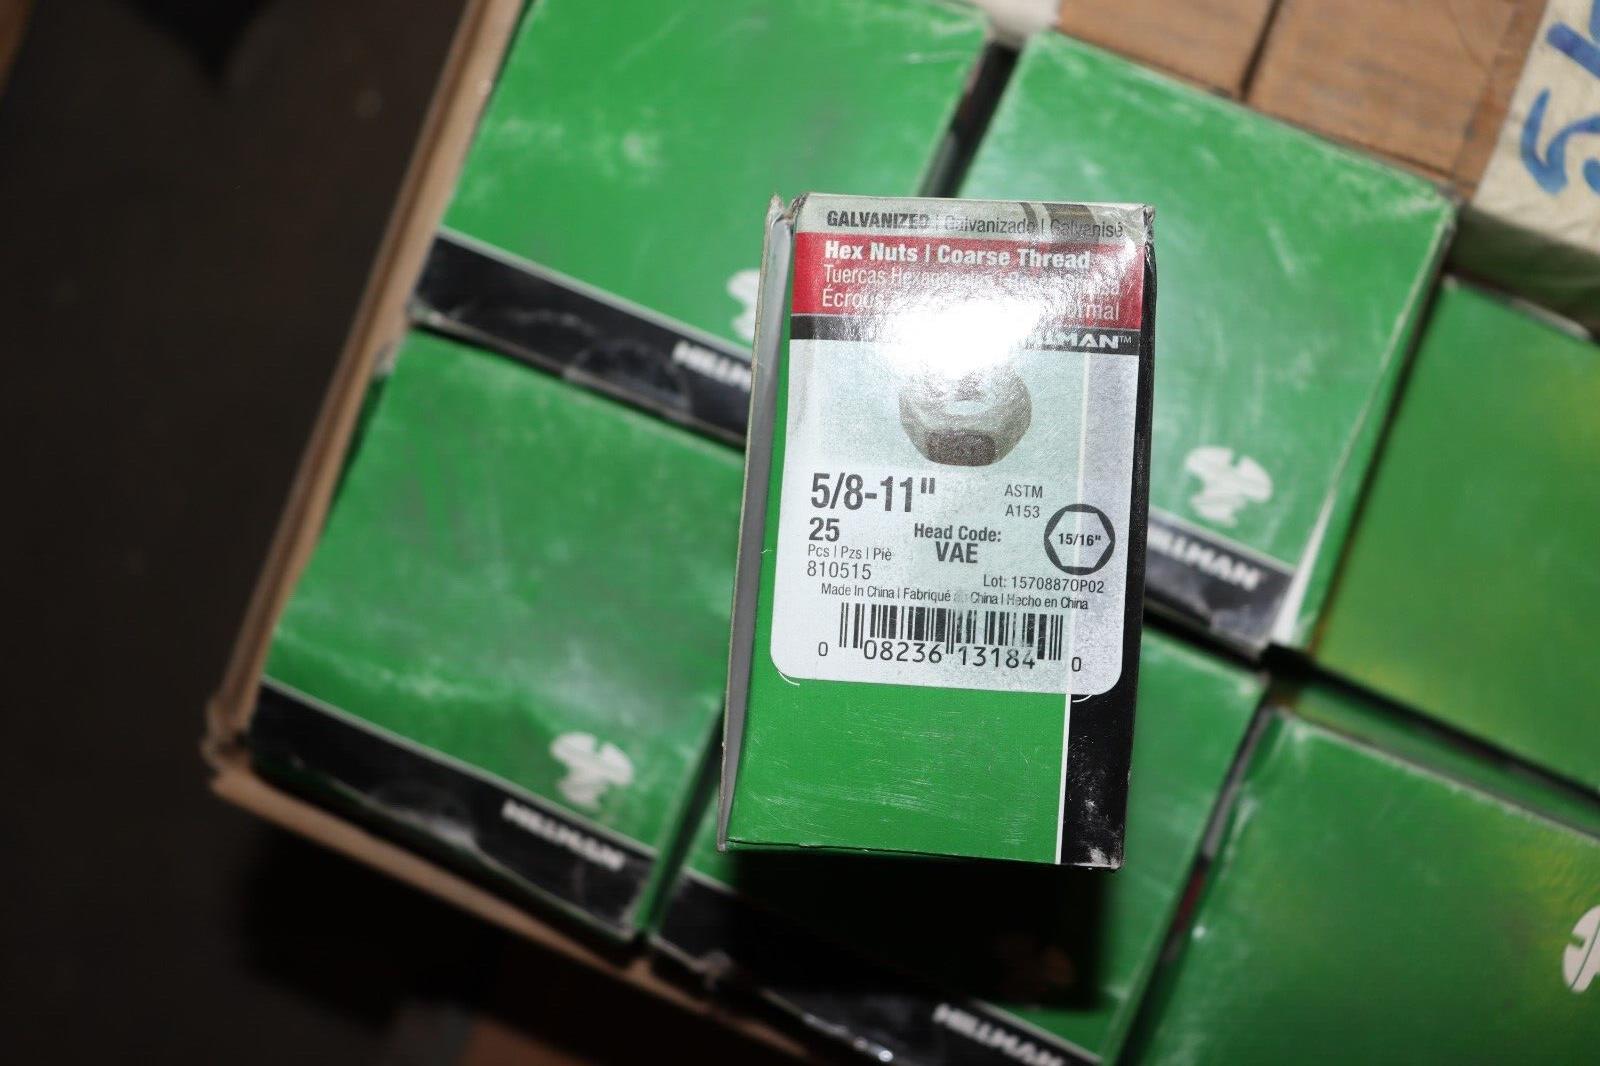 GALVANIZED | Galvanizado | Galvanisé
Hex Nuts | Coarse Thread
Tuercas
Écrous
HILLMAN™
5/8-11"
25
Pcs | Pzs | Piè
810515
ASTM
A153
Head Code:
VAE
15/16"
Lot: 15708870P02
Made In China | Fabriqué China | Hecho en China
0 08236 13184 0
HILLMAN
HILLMAN
HILLMAN
HILLMAN